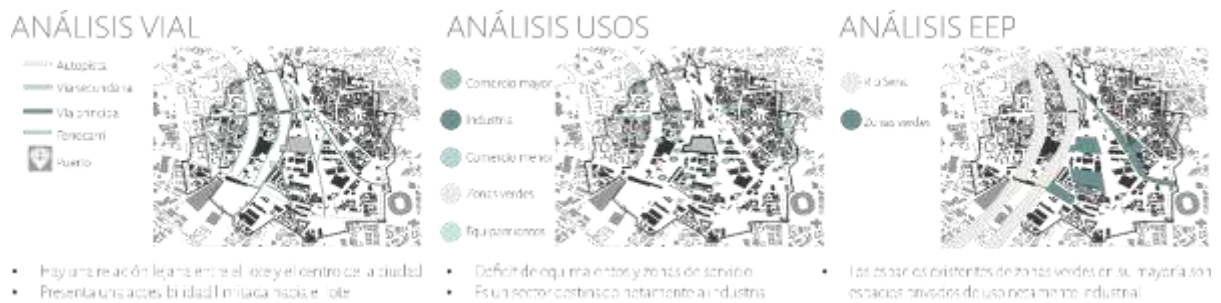 ANÁLISIS VIAL
Autopista
Vía secundaria
Vía principal
Ferrocarril
Puerto
• Hay una relación lejana entre el lote y el centro de la ciudad
• Presenta una accesibilidad limitada hacia el lote
ANÁLISIS USOS
Comercio mayor
Industria
Comercio menor
Zonas verdes
Equipamientos
• Deficit de equipamientos y zonas de servicio
• Es un sector destinado netamente a industria
ANÁLISIS EEP
Rio Sena
Zonas verdes
• Los espacios existentes de zonas verdes en su mayoría son
espacios privados de uso netamente industrial